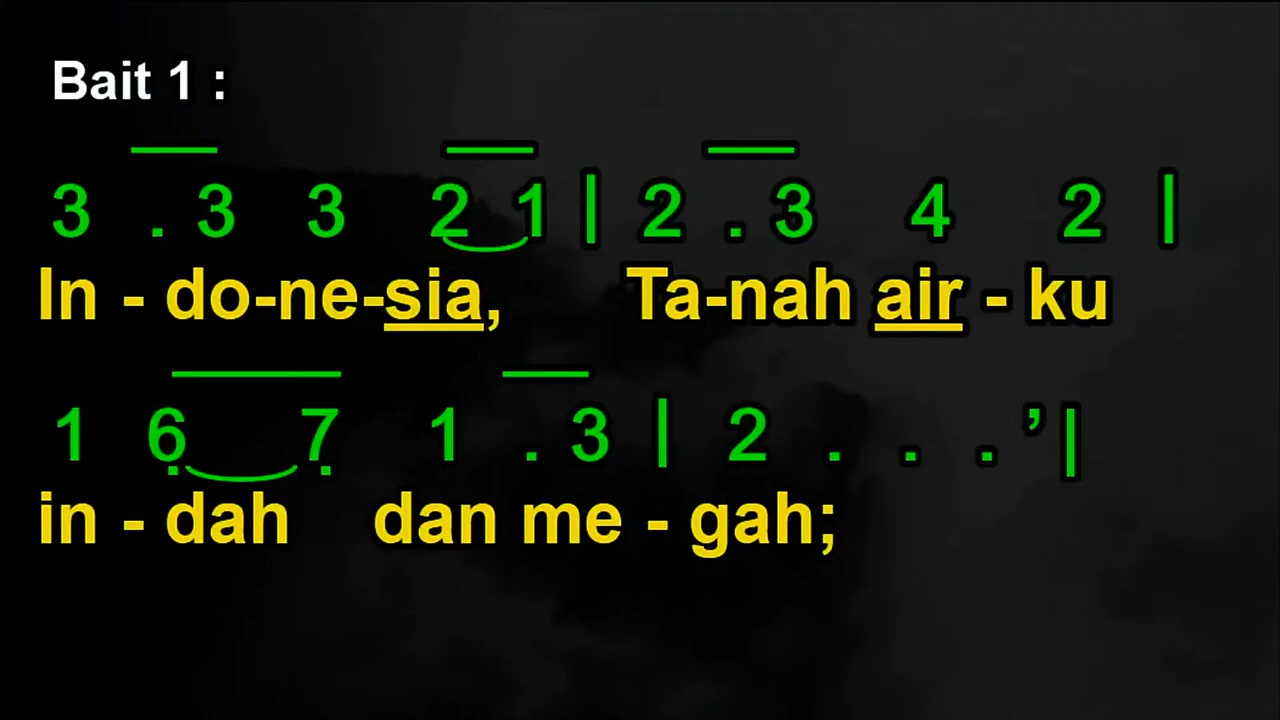 Bait 1 :
3 . 3 3 2 1 | 2 . 3 4 2 |
In - do-ne-sia, Ta-nah air - ku
1 6 7 1 . 3 | 2 . . . ’ |
in - dah dan me - gah;